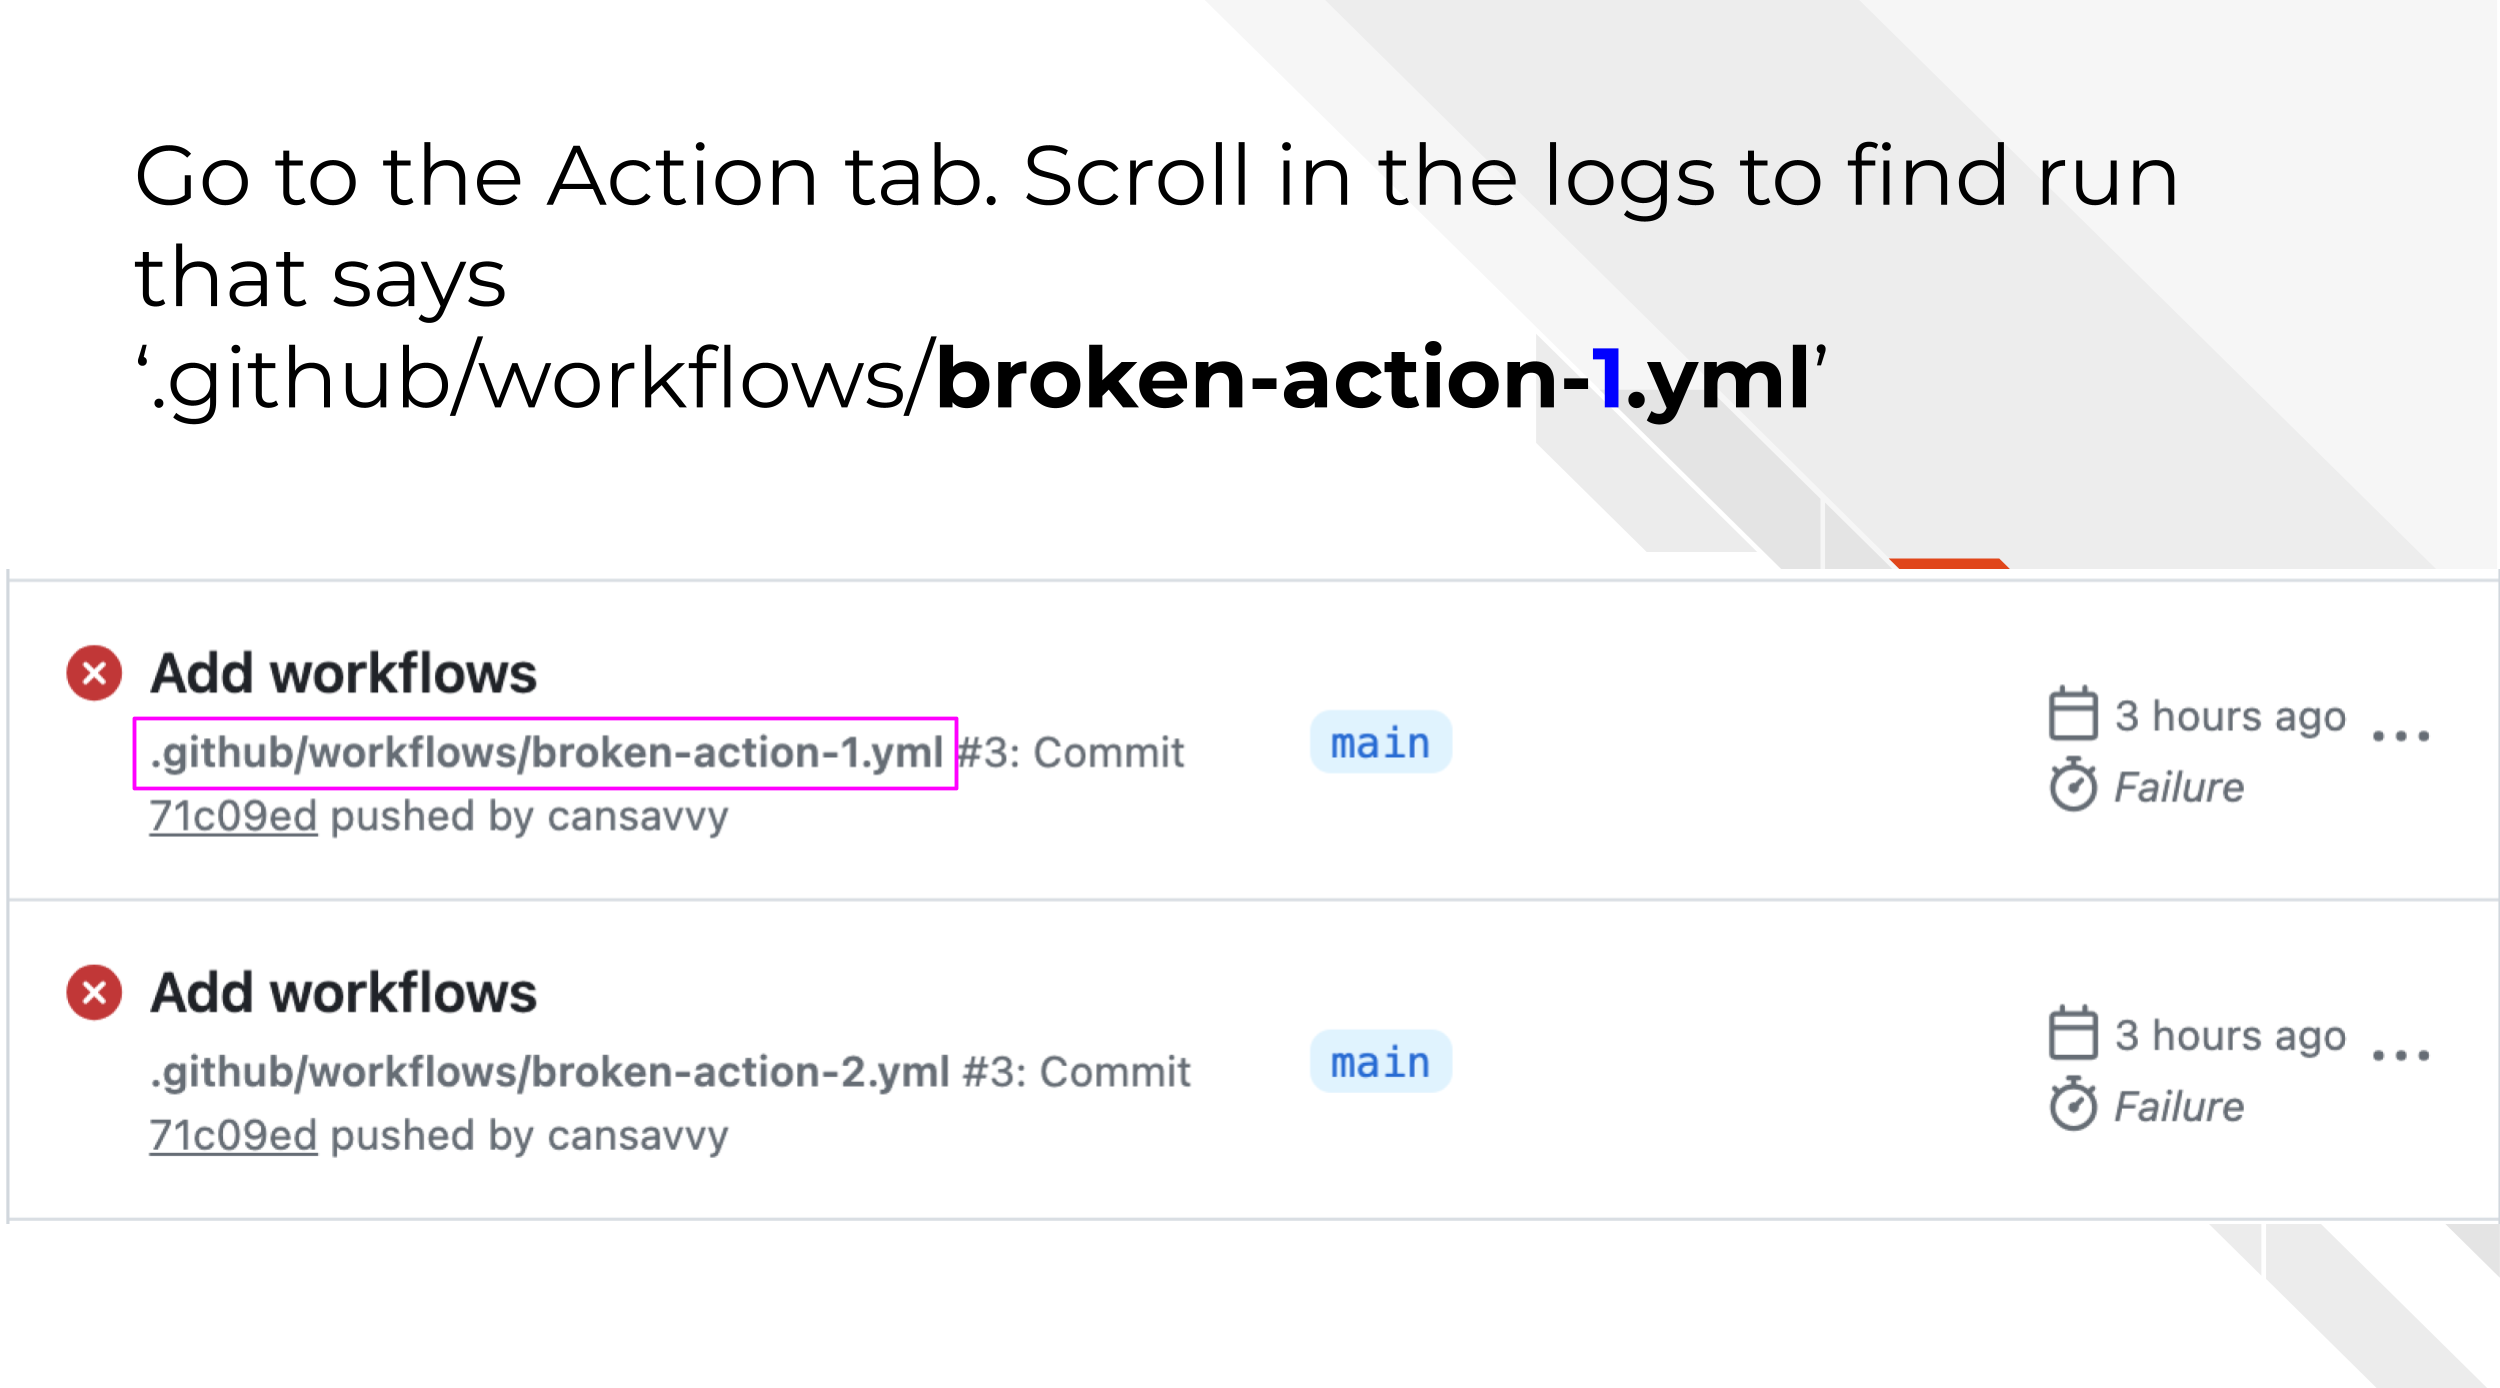 Go to the Action tab. Scroll in the logs to find run
that says
‘.github/workflows/broken-action-1.yml’
Add workflows
.github/workflows/broken-action-1.yml #3: Commit
71c09ed pushed by cansavvy
main
3 hours ago
Failure
Add workflows
.github/workflows/broken-action-2.yml #3: Commit
71c09ed pushed by cansavvy
main
3 hours ago
Failure